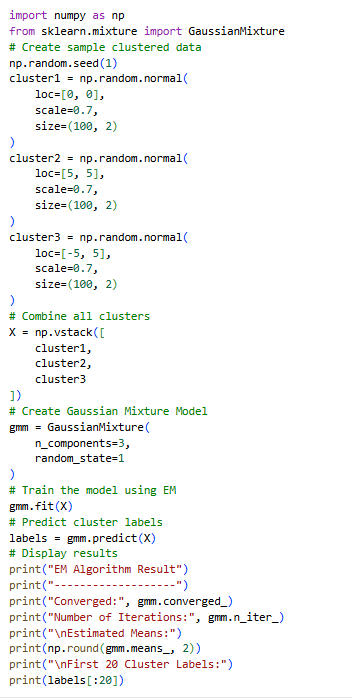 import numpy as np
from sklearn.mixture import GaussianMixture
# Create sample clustered data
np.random.seed(1)
cluster1 = np.random.normal(
    loc=[0, 0],
    scale=0.7,
    size=(100, 2)
)
cluster2 = np.random.normal(
    loc=[5, 5],
    scale=0.7,
    size=(100, 2)
)
cluster3 = np.random.normal(
    loc=[-5, 5],
    scale=0.7,
    size=(100, 2)
)
# Combine all clusters
X = np.vstack([
    cluster1,
    cluster2,
    cluster3
])
# Create Gaussian Mixture Model
gmm = GaussianMixture(
    n_components=3,
    random_state=1
)
# Train the model using EM
gmm.fit(X)
# Predict cluster labels
labels = gmm.predict(X)
# Display results
print("EM Algorithm Result")
print("-------------------")
print("Converged:", gmm.converged_)
print("Number of Iterations:", gmm.n_iter_)
print("\nEstimated Means:")
print(np.round(gmm.means_, 2))
print("\nFirst 20 Cluster Labels:")
print(labels[:20])